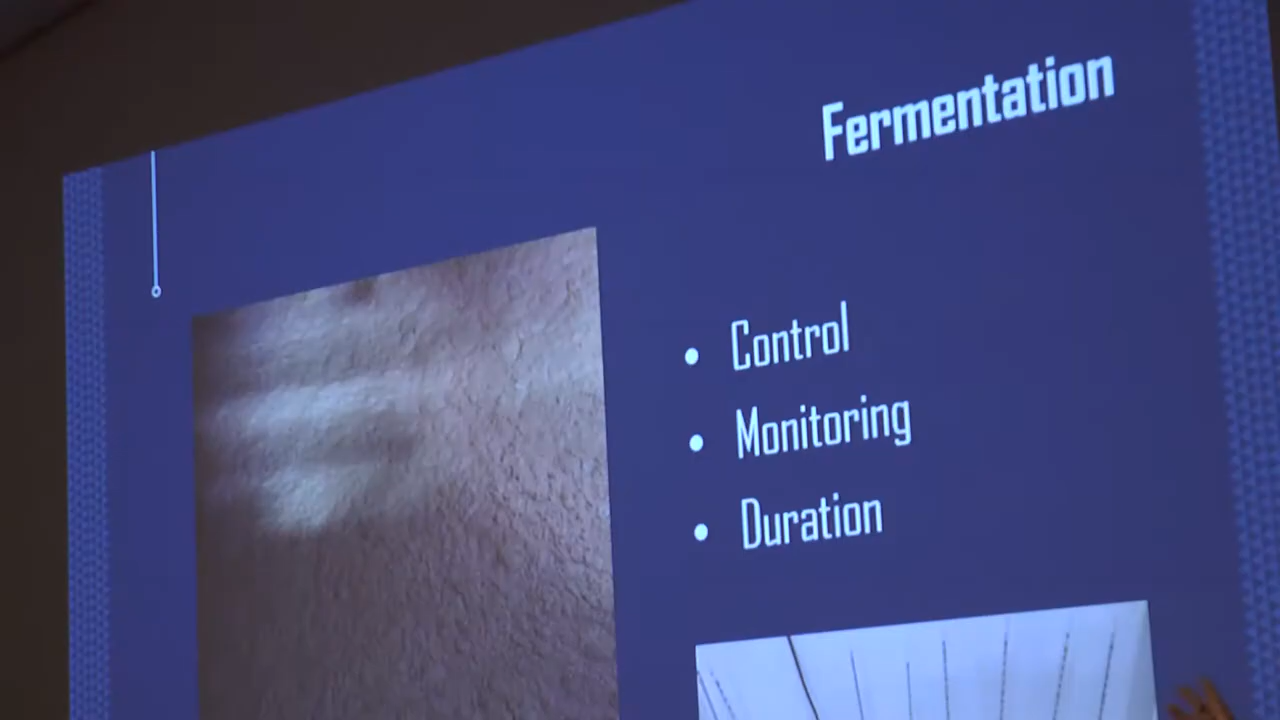 Fermentation
• Control
• Monitoring
• Duration